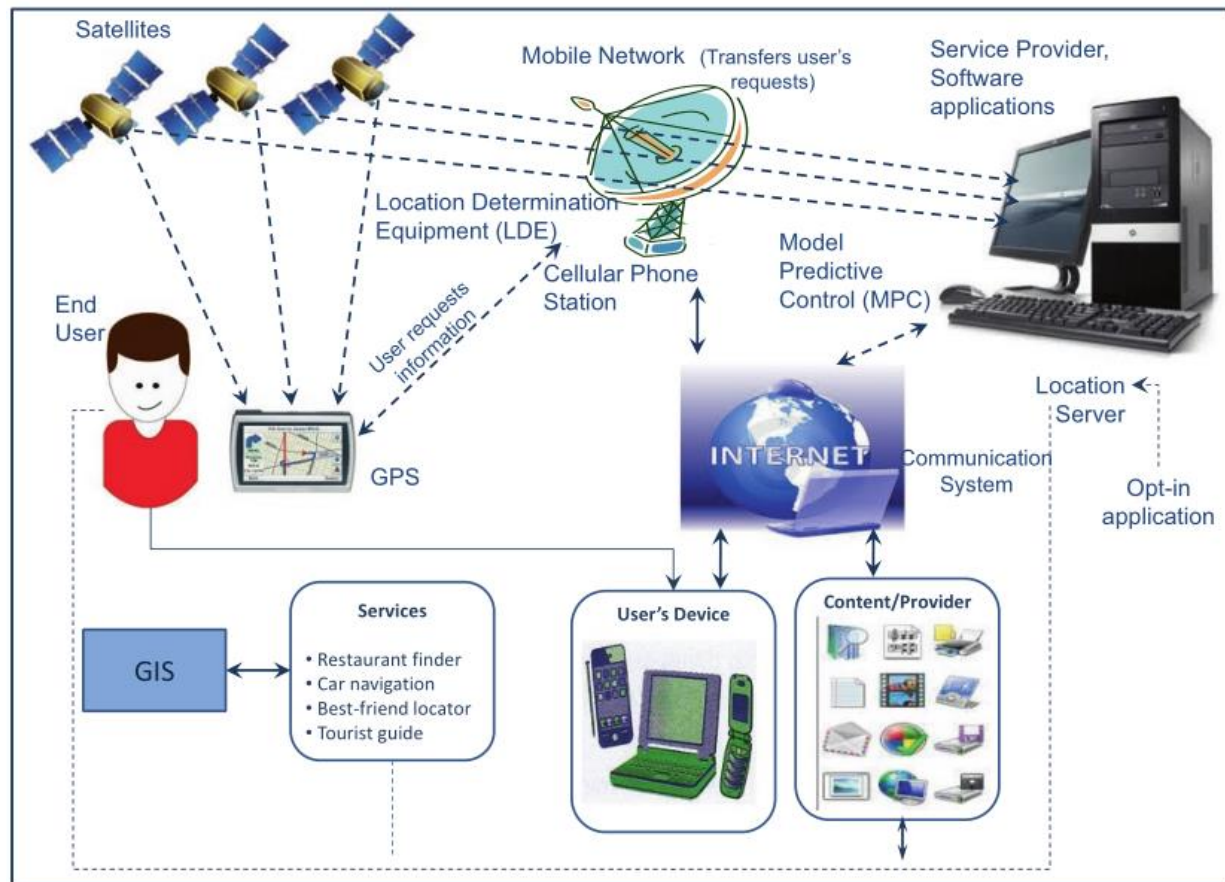 Satellites
Mobile Network (Transfers user's
requests)
Service Provider,
Software
applications
Location Determination
Equipment (LDE)
Cellular Phone
Station
Model
Predictive
Control (MPC)
End
User
User requests
information
GPS
INTERNET
Communication
System
Location
Server
Opt-in
application
GIS
Services
• Restaurant finder
• Car navigation
• Best-friend locator
• Tourist guide
User's Device
Content/Provider